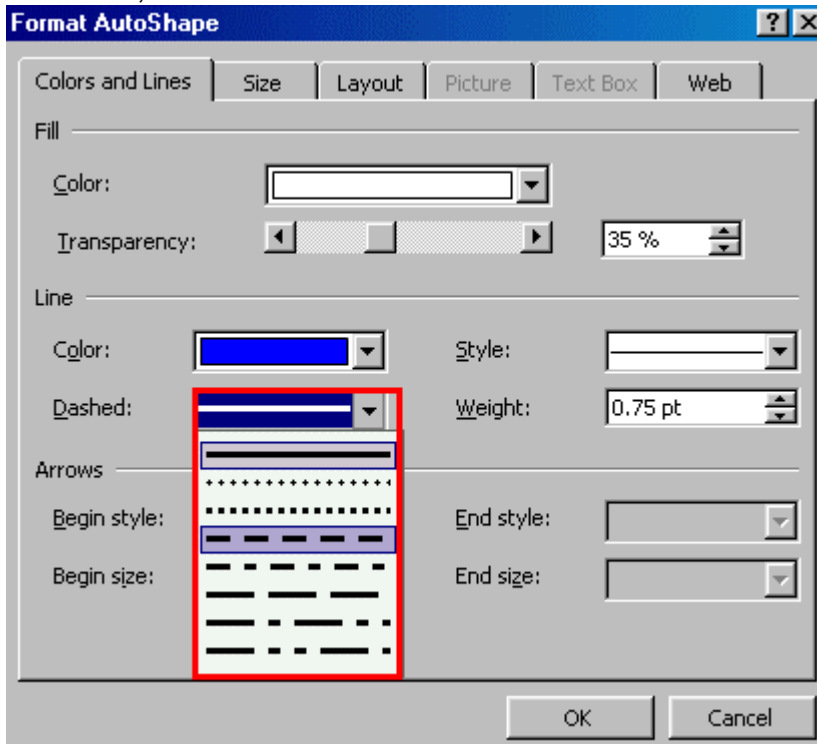 Format AutoShape
Colors and Lines Size Layout Picture Text Box Web
Fill
Color:
Transparency: 35 %
Line
Color: Style:
Dashed: Weight: 0.75 pt
Arrows
Begin style: End style:
Begin size: End size:
OK Cancel